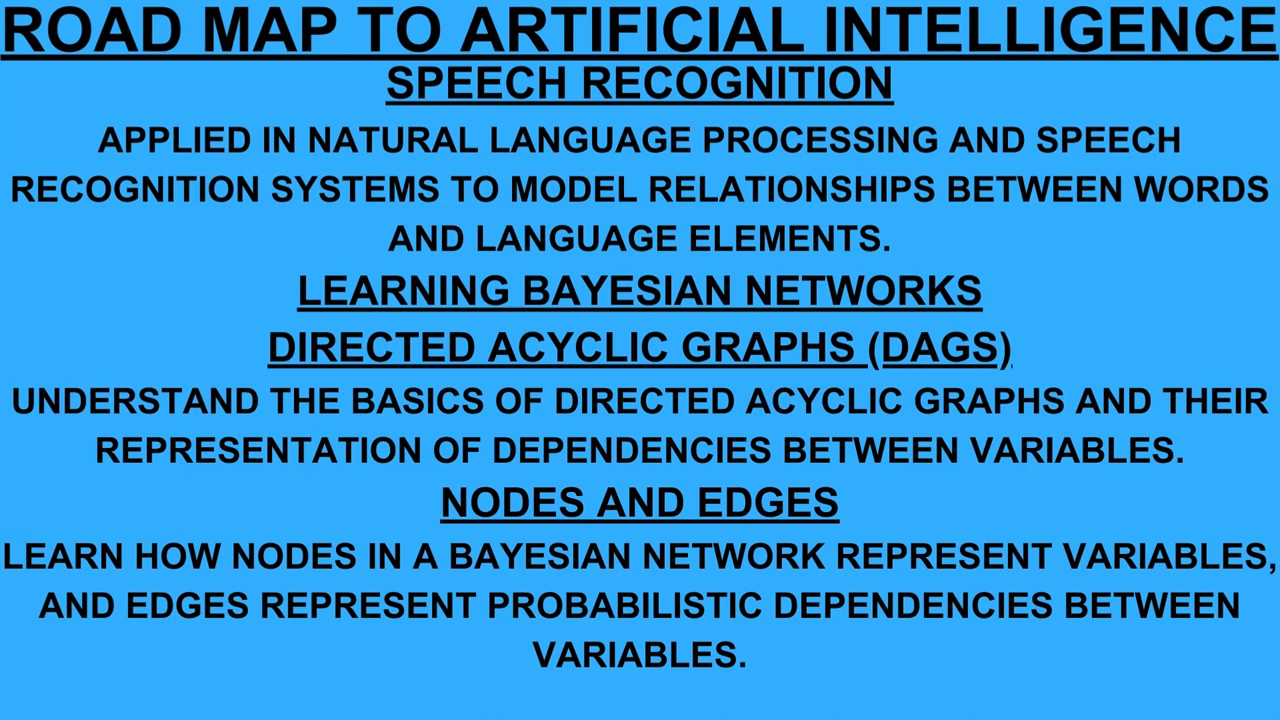 ROAD MAP TO ARTIFICIAL INTELLIGENCE
SPEECH RECOGNITION
APPLIED IN NATURAL LANGUAGE PROCESSING AND SPEECH
RECOGNITION SYSTEMS TO MODEL RELATIONSHIPS BETWEEN WORDS
AND LANGUAGE ELEMENTS.
LEARNING BAYESIAN NETWORKS
DIRECTED ACYCLIC GRAPHS (DAGS)
UNDERSTAND THE BASICS OF DIRECTED ACYCLIC GRAPHS AND THEIR
REPRESENTATION OF DEPENDENCIES BETWEEN VARIABLES.
NODES AND EDGES
LEARN HOW NODES IN A BAYESIAN NETWORK REPRESENT VARIABLES,
AND EDGES REPRESENT PROBABILISTIC DEPENDENCIES BETWEEN
VARIABLES.